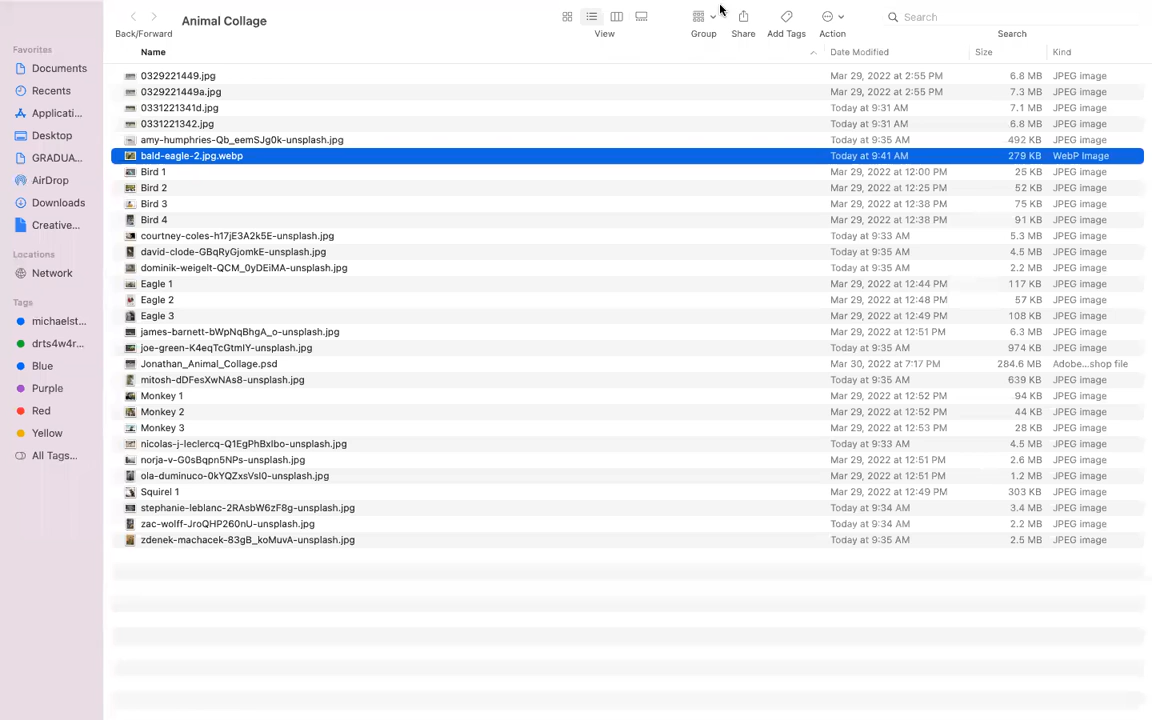 Animal Collage
Back/Forward View Group Share Add Tags Action Search Search
Favorites
Documents
Recents
Applicati...
Desktop
GRADUA...
AirDrop
Downloads
Creative...
Locations
Network
Tags
michaelst...
drts4w4r...
Blue
Purple
Red
Yellow
All Tags...
Name Date Modified Size Kind
0329221449.jpg Mar 29, 2022 at 2:55 PM 6.8 MB JPEG image
0329221449a.jpg Mar 29, 2022 at 2:55 PM 7.3 MB JPEG image
0331221341d.jpg Today at 9:31 AM 7.1 MB JPEG image
0331221342.jpg Today at 9:31 AM 6.8 MB JPEG image
amy-humphries-Qb_eemSJg0k-unsplash.jpg Today at 9:35 AM 492 KB JPEG image
bald-eagle-2.jpg.webp Today at 9:41 AM 279 KB WebP Image
Bird 1 Mar 29, 2022 at 12:00 PM 25 KB JPEG image
Bird 2 Mar 29, 2022 at 12:25 PM 52 KB JPEG image
Bird 3 Mar 29, 2022 at 12:38 PM 75 KB JPEG image
Bird 4 Mar 29, 2022 at 12:38 PM 91 KB JPEG image
courtney-coles-h17jE3A2k5E-unsplash.jpg Today at 9:33 AM 5.3 MB JPEG image
david-clode-GBqRyGjomkE-unsplash.jpg Today at 9:35 AM 4.5 MB JPEG image
dominik-weigelt-QCM_0yDEiMA-unsplash.jpg Today at 9:35 AM 2.2 MB JPEG image
Eagle 1 Mar 29, 2022 at 12:44 PM 117 KB JPEG image
Eagle 2 Mar 29, 2022 at 12:48 PM 57 KB JPEG image
Eagle 3 Mar 29, 2022 at 12:49 PM 108 KB JPEG image
james-barnett-bWpNqBhgA_o-unsplash.jpg Mar 29, 2022 at 12:51 PM 6.3 MB JPEG image
joe-green-K4eqTcGtmIY-unsplash.jpg Today at 9:35 AM 974 KB JPEG image
Jonathan_Animal_Collage.psd Mar 30, 2022 at 7:17 PM 284.6 MB Adobe...shop file
mitosh-dDFesXwNAs8-unsplash.jpg Today at 9:35 AM 639 KB JPEG image
Monkey 1 Mar 29, 2022 at 12:52 PM 94 KB JPEG image
Monkey 2 Mar 29, 2022 at 12:52 PM 44 KB JPEG image
Monkey 3 Mar 29, 2022 at 12:53 PM 28 KB JPEG image
nicolas-j-leclercq-Q1EgPhBxIbo-unsplash.jpg Today at 9:33 AM 4.5 MB JPEG image
norja-v-G0sBqpn5NPs-unsplash.jpg Mar 29, 2022 at 12:51 PM 2.6 MB JPEG image
ola-duminuco-0kYQZxsVsI0-unsplash.jpg Mar 29, 2022 at 12:51 PM 1.2 MB JPEG image
Squirel 1 Mar 29, 2022 at 12:49 PM 303 KB JPEG image
stephanie-leblanc-2RAsbW6zF8g-unsplash.jpg Today at 9:34 AM 3.4 MB JPEG image
zac-wolff-JroQHP260nU-unsplash.jpg Today at 9:34 AM 2.2 MB JPEG image
zdenek-machacek-83gB_koMuvA-unsplash.jpg Today at 9:35 AM 2.5 MB JPEG image